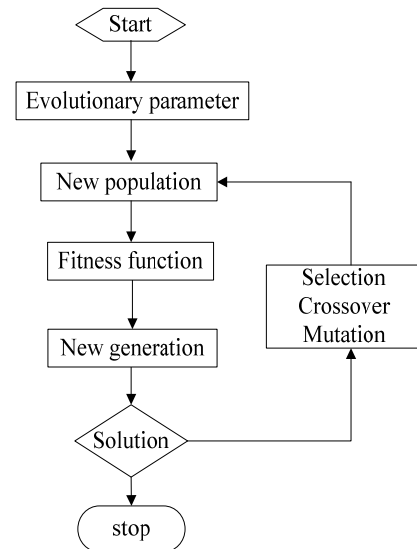 Start
Evolutionary parameter
New population
Fitness function
New generation
Solution
stop
Selection
Crossover
Mutation